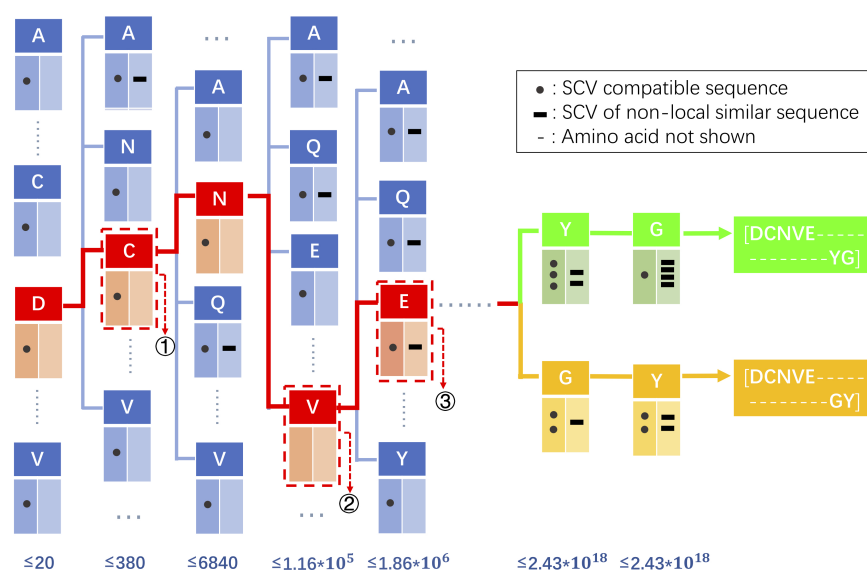 A
A
...
A
...
A
A
● : SCV compatible sequence
▬ : SCV of non-local similar sequence
- : Amino acid not shown
N
Q
C
N
Q
Y
G
[DCNVE-----
--------YG]
C
E
D
Q
E
①
③
G
Y
[DCNVE-----
--------GY]
V
V
V
V
Y
②
...
...
≤20
≤380
≤6840
≤1.16*10⁵
≤1.86*10⁶
≤2.43*10¹⁸
≤2.43*10¹⁸